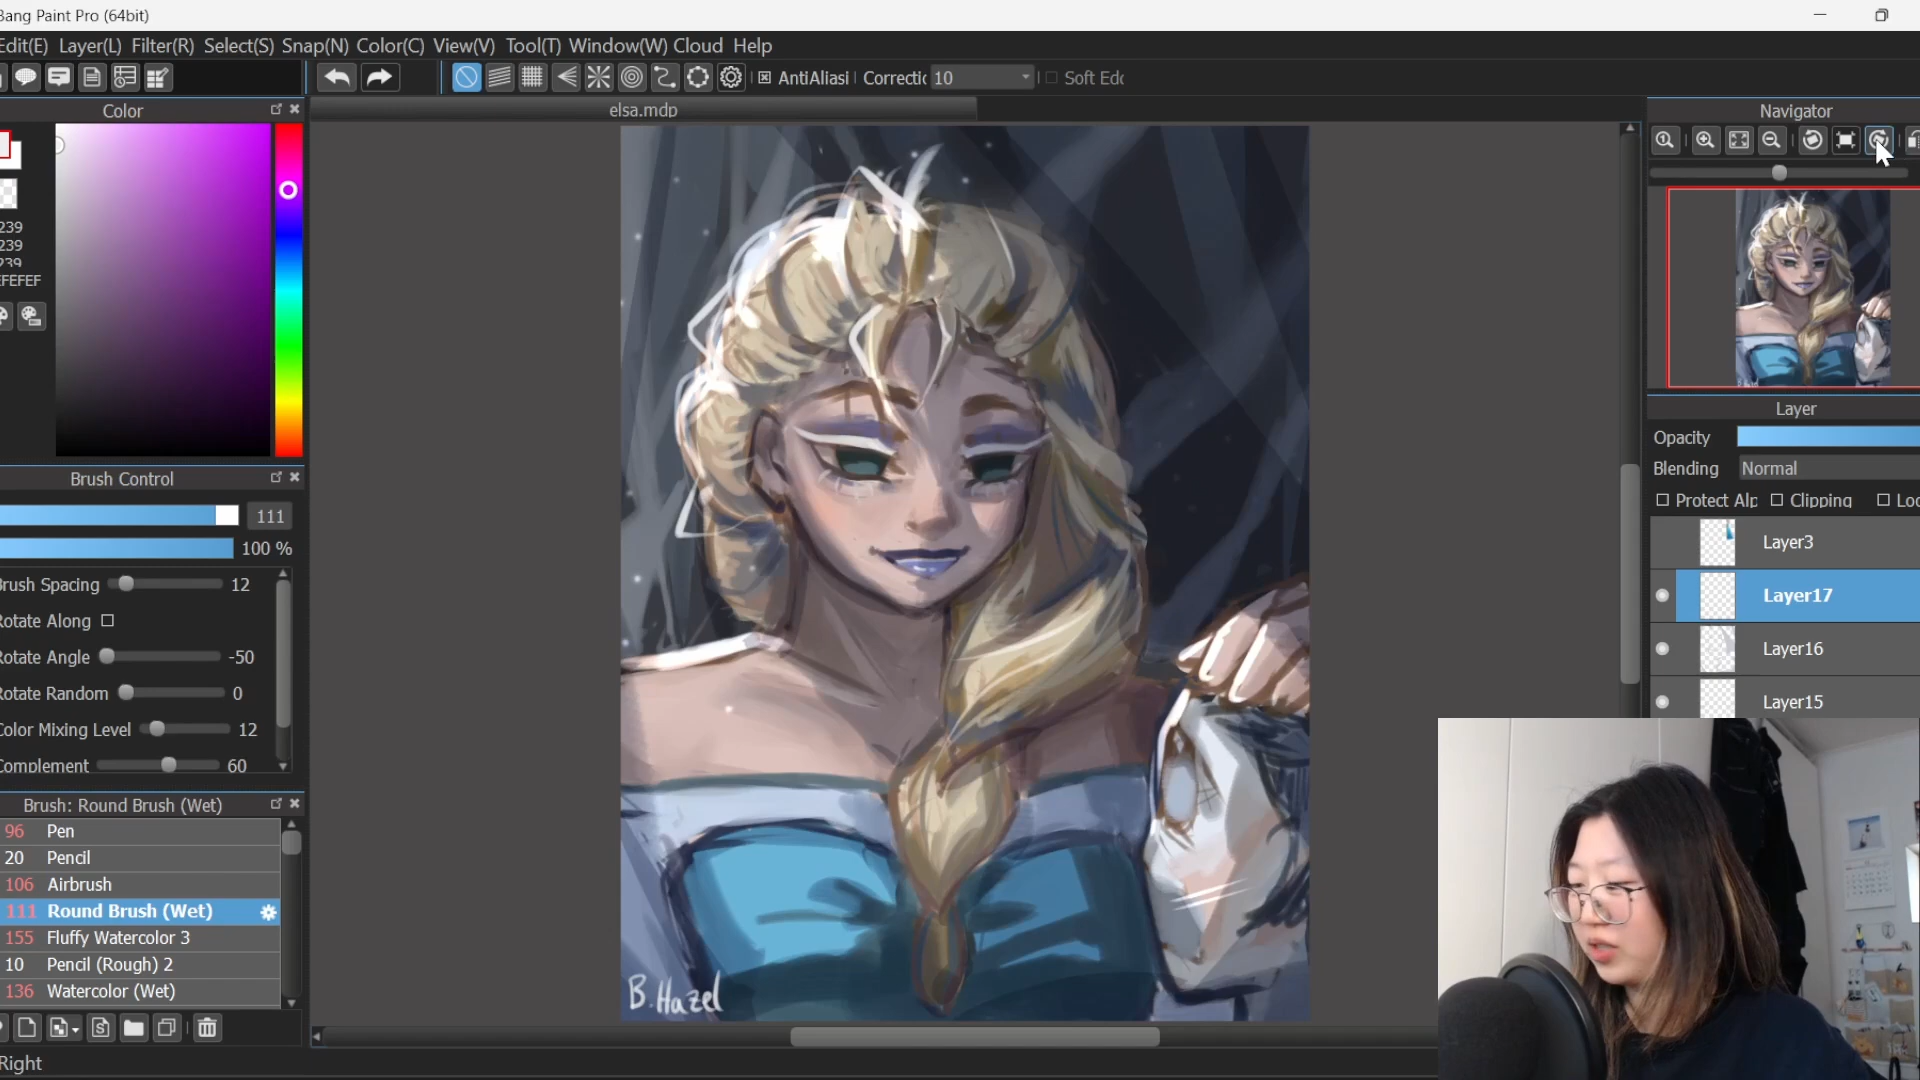 Bang Paint Pro (64bit)
Edit(E) Layer(L) Filter(R) Select(S) Snap(N) Color(C) View(V) Tool(T) Window(W) Cloud Help
AntiAliasi Correctic 10 Soft Edg
Color
elsa.mdp
Navigator
239
239
239
FEFEF
Layer
Opacity
Blending Normal
Protect Alp Clipping Loc
Layer3
Layer17
Layer16
Layer15
Brush Control
111
100 %
Brush Spacing 12
Rotate Along
Rotate Angle -50
Rotate Random 0
Color Mixing Level 12
Complement 60
Brush: Round Brush (Wet)
96 Pen
20 Pencil
106 Airbrush
111 Round Brush (Wet)
155 Fluffy Watercolor 3
10 Pencil (Rough) 2
136 Watercolor (Wet)
Right
B.Hazel